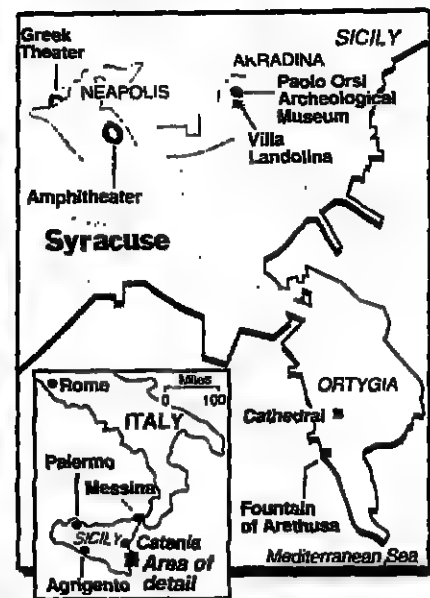 Greek
Theater
NEAPOLIS
Amphitheater
SICILY
AKRADINA
Paolo Orsi
Archeological
Museum
Villa
Landolina
Syracuse
ORTYGIA
Cathedral
Fountain
of Arethusa
Mediterranean Sea
Rome
Miles
0 100
ITALY
Palermo
Messina
SICILY
Catania
Area of
detail
Agrigento